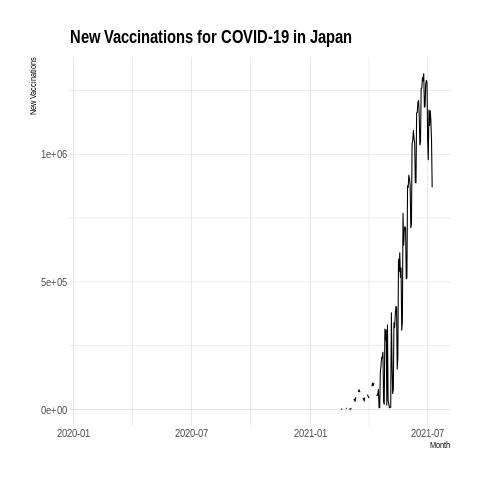 New Vaccinations for COVID-19 in Japan
New Vaccinations
1e+06
5e+05
0e+00
2020-01 2020-07 2021-01 2021-07
Month